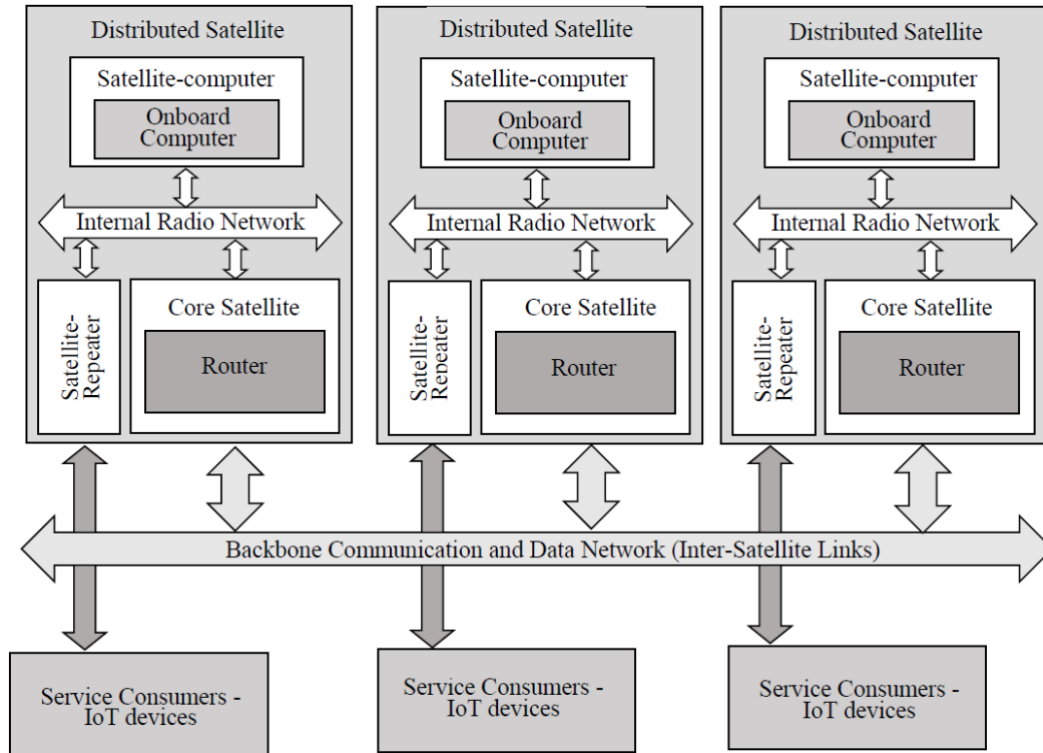 Distributed Satellite
Satellite-computer
Onboard
Computer
Internal Radio Network
Satellite-
Repeater
Core Satellite
Router
Distributed Satellite
Satellite-computer
Onboard
Computer
Internal Radio Network
Satellite-
Repeater
Core Satellite
Router
Distributed Satellite
Satellite-computer
Onboard
Computer
Internal Radio Network
Satellite-
Repeater
Core Satellite
Router
Backbone Communication and Data Network (Inter-Satellite Links)
Service Consumers -
IoT devices
Service Consumers -
IoT devices
Service Consumers -
IoT devices